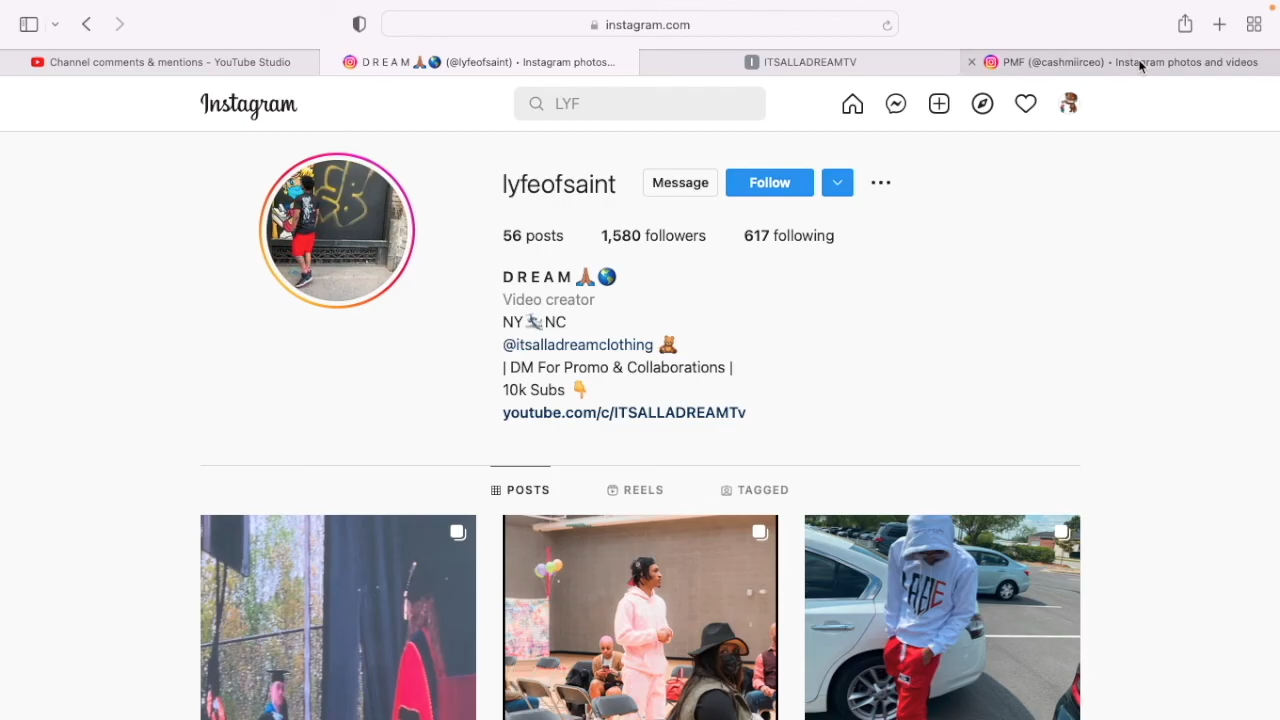 instagram.com
Channel comments & mentions – YouTube Studio
D R E A M 🙏🏽🌎 (@lyfeofsaint) • Instagram photos...
I ITSALLADREAMTV
PMF (@cashmiirceo) • Instagram photos and videos
Instagram
LYF
lyfeofsaint Message Follow
56 posts 1,580 followers 617 following
D R E A M 🙏🏽🌎
Video creator
NY🏃🏽NC
@itsalladreamclothing 🧸
| DM For Promo & Collaborations |
10k Subs 👇
youtube.com/c/ITSALLADREAMTv
POSTS REELS TAGGED